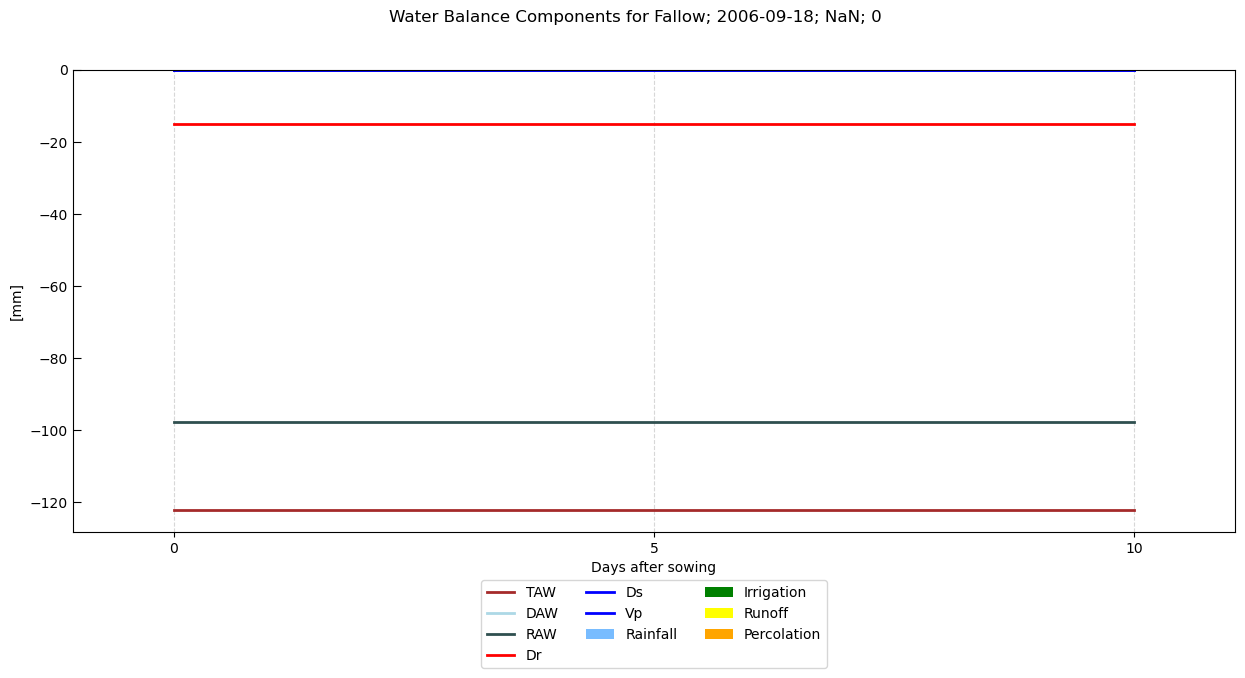 Water Balance Components for Fallow; 2006-09-18; NaN; 0
0
−20
−40
−60
−80
−100
−120
[mm]
0 5 10
Days after sowing
TAW Ds Irrigation
DAW Vp Runoff
RAW Rainfall Percolation
Dr